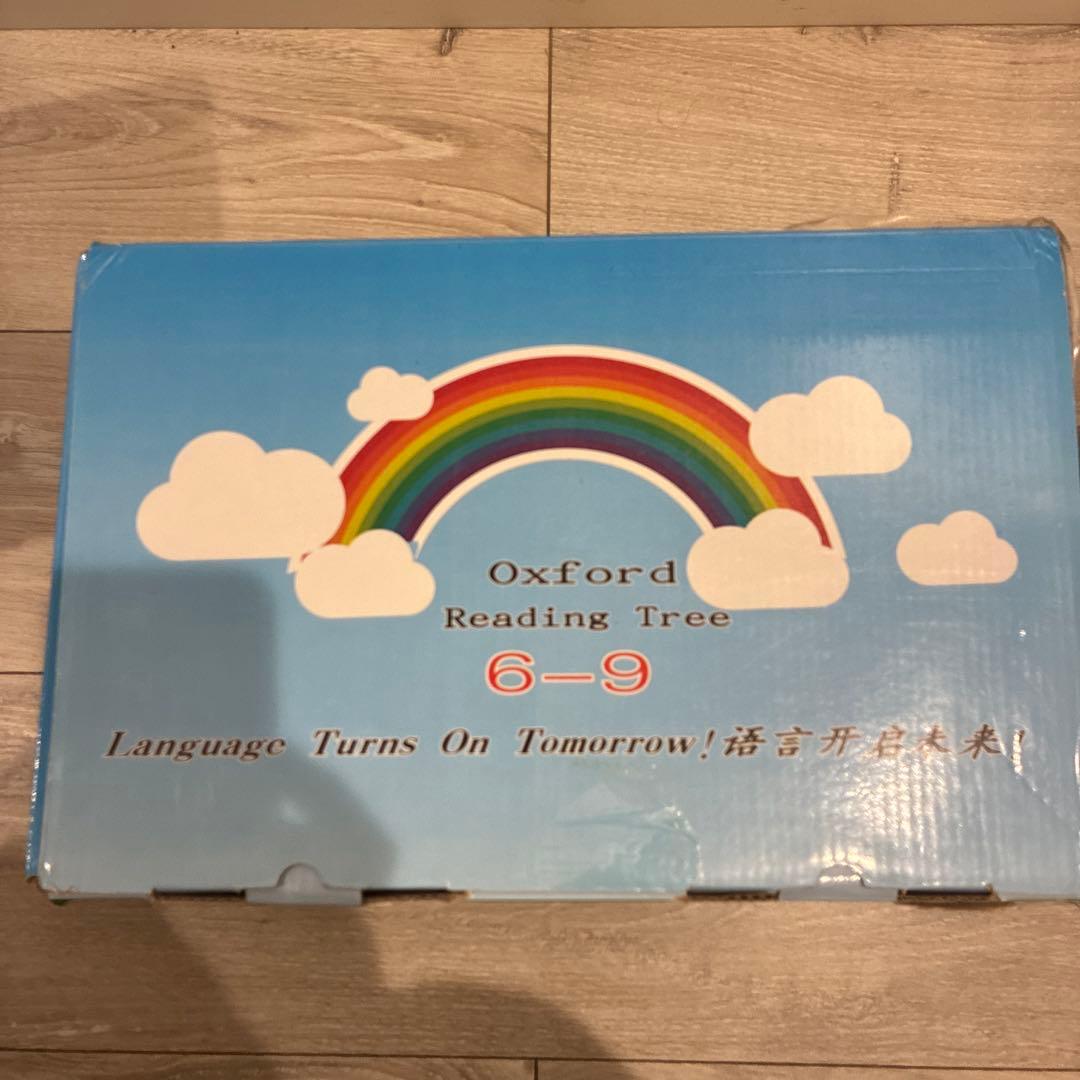 Oxford
Reading Tree
6-9
Language Turns On Tomorrow!语言开启未来!